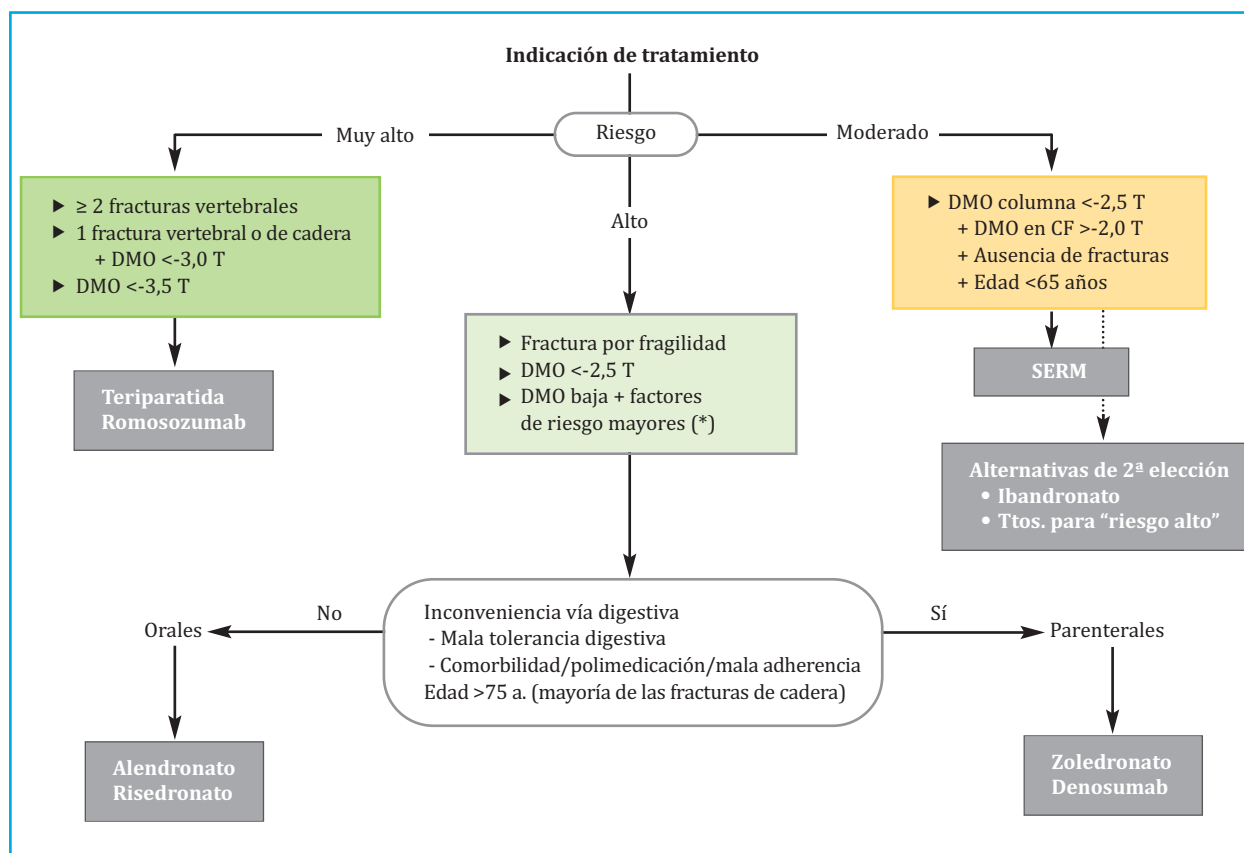 Indicación de tratamiento
Muy alto
Riesgo
Moderado
▶ ≥ 2 fracturas vertebrales
▶ 1 fractura vertebral o de cadera
+ DMO <-3,0 T
▶ DMO <-3,5 T
Alto
▶ DMO columna <-2,5 T
+ DMO en CF >-2,0 T
+ Ausencia de fracturas
+ Edad <65 años
Teriparatida
Romosozumab
▶ Fractura por fragilidad
▶ DMO <-2,5 T
▶ DMO baja + factores
de riesgo mayores (*)
SERM
Alternativas de 2ª elección
• Ibandronato
• Ttos. para “riesgo alto”
Inconveniencia vía digestiva
- Mala tolerancia digestiva
- Comorbilidad/polimedicación/mala adherencia
Edad >75 a. (mayoría de las fracturas de cadera)
No
Orales
Sí
Parenterales
Alendronato
Risedronato
Zoledronato
Denosumab